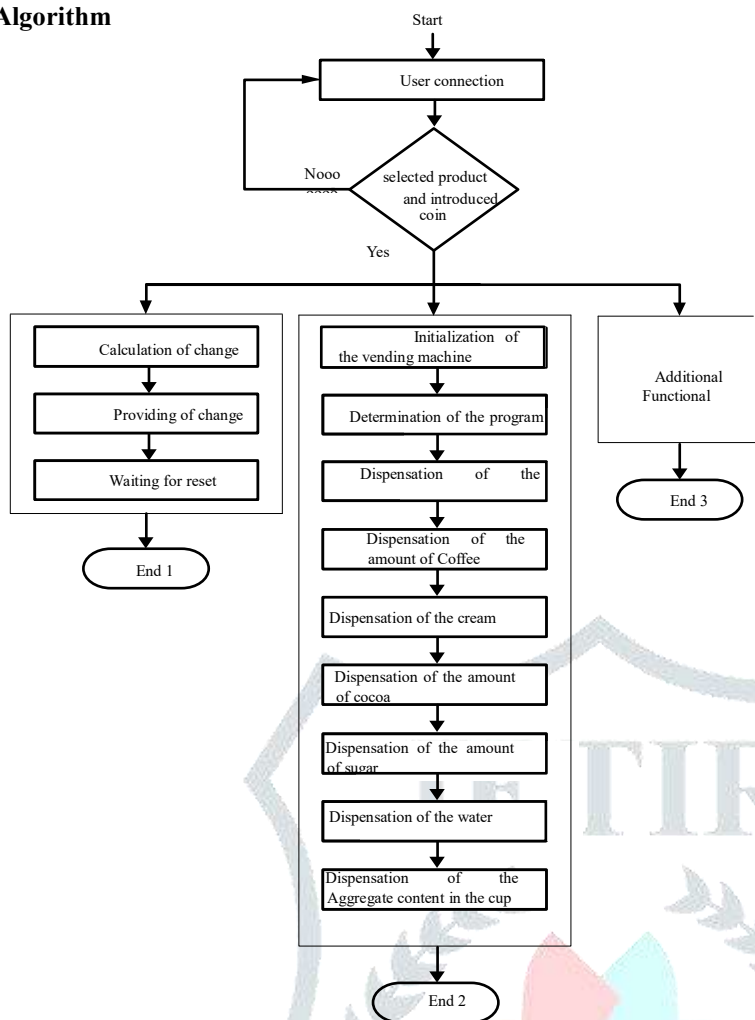 Algorithm
Start
User connection
selected product
and introduced
coin
Nooo
Yes
Calculation of change
Providing of change
Waiting for reset
End 1
Initialization of
the vending machine
Determination of the program
Dispensation of the
Dispensation of the
amount of Coffee
Dispensation of the cream
Dispensation of the amount
of cocoa
Dispensation of the amount
of sugar
Dispensation of the water
Dispensation of the
Aggregate content in the cup
End 2
Additional
Functional
End 3